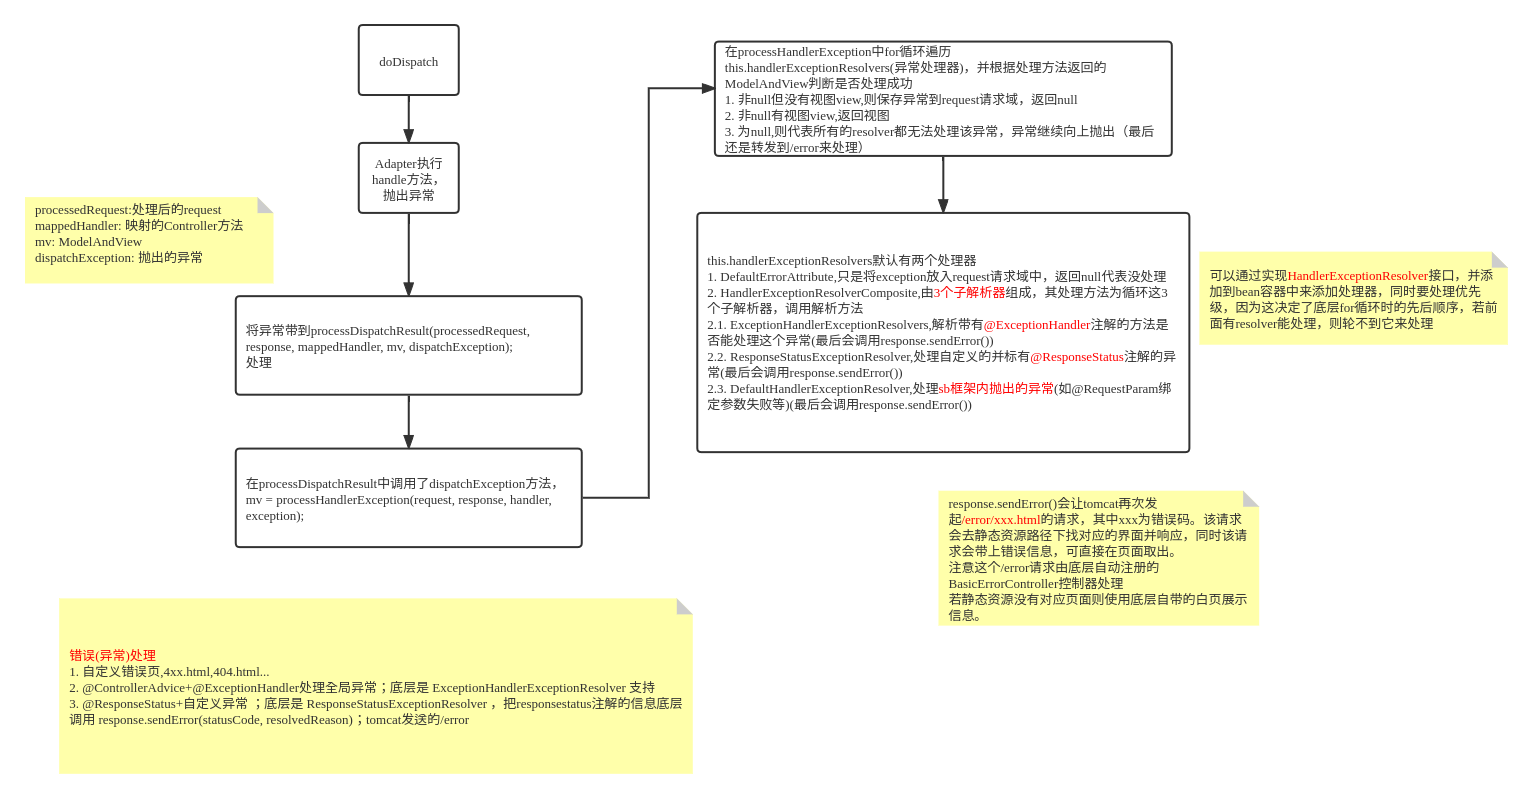 doDispatch
Adapter执行
handle方法，
抛出异常
processedRequest:处理后的request
mappedHandler: 映射的Controller方法
mv: ModelAndView
dispatchException: 抛出的异常
将异常带到processDispatchResult(processedRequest,
response, mappedHandler, mv, dispatchException);
处理
在processDispatchResult中调用了dispatchException方法，
mv = processHandlerException(request, response, handler,
exception);
在processHandlerException中for循环遍历
this.handlerExceptionResolvers(异常处理器)，并根据处理方法返回的
ModelAndView判断是否处理成功
1. 非null但没有视图view,则保存异常到request请求域，返回null
2. 非null有视图view,返回视图
3. 为null,则代表所有的resolver都无法处理该异常，异常继续向上抛出（最后
还是转发到/error来处理）
this.handlerExceptionResolvers默认有两个处理器
1. DefaultErrorAttribute,只是将exception放入request请求域中，返回null代表没处理
2. HandlerExceptionResolverComposite,由3个子解析器组成，其处理方法为循环这3
个子解析器，调用解析方法
2.1. ExceptionHandlerExceptionResolvers,解析带有@ExceptionHandler注解的方法是
否能处理这个异常(最后会调用response.sendError())
2.2. ResponseStatusExceptionResolver,处理自定义的并标有@ResponseStatus注解的异
常(最后会调用response.sendError())
2.3. DefaultHandlerExceptionResolver,处理sb框架内抛出的异常(如@RequestParam绑
定参数失败等)(最后会调用response.sendError())
可以通过实现HandlerExceptionResolver接口，并添
加到bean容器中来添加处理器，同时要处理优先
级，因为这决定了底层for循环时的先后顺序，若前
面有resolver能处理，则轮不到它来处理
response.sendError()会让tomcat再次发
起/error/xxx.html的请求，其中xxx为错误码。该请求
会去静态资源路径下找对应的界面并响应，同时该请
求会带上错误信息，可直接在页面取出。
注意这个/error请求由底层自动注册的
BasicErrorController控制器处理
若静态资源没有对应页面则使用底层自带的白页展示
信息。
错误(异常)处理
1. 自定义错误页,4xx.html,404.html...
2. @ControllerAdvice+@ExceptionHandler处理全局异常；底层是 ExceptionHandlerExceptionResolver 支持
3. @ResponseStatus+自定义异常 ；底层是 ResponseStatusExceptionResolver ，把responsestatus注解的信息底层
调用 response.sendError(statusCode, resolvedReason)；tomcat发送的/error